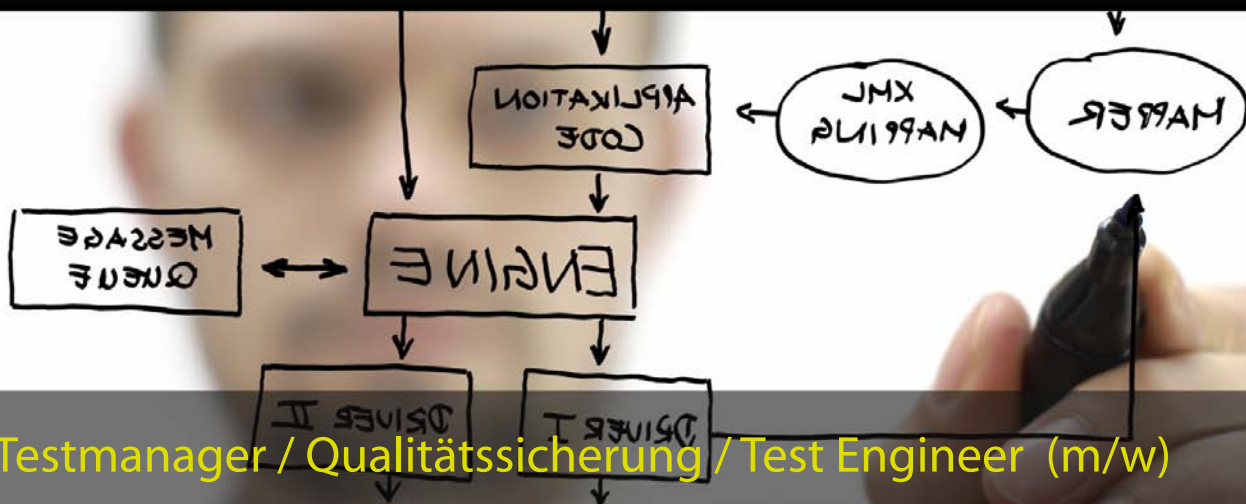 APPLIKATION
CODE
XML
MAPPING
MAPPER
MESSAGE
QUEUE
ENGINE
DRIVER II
DRIVER I
Testmanager / Qualitätssicherung / Test Engineer (m/w)